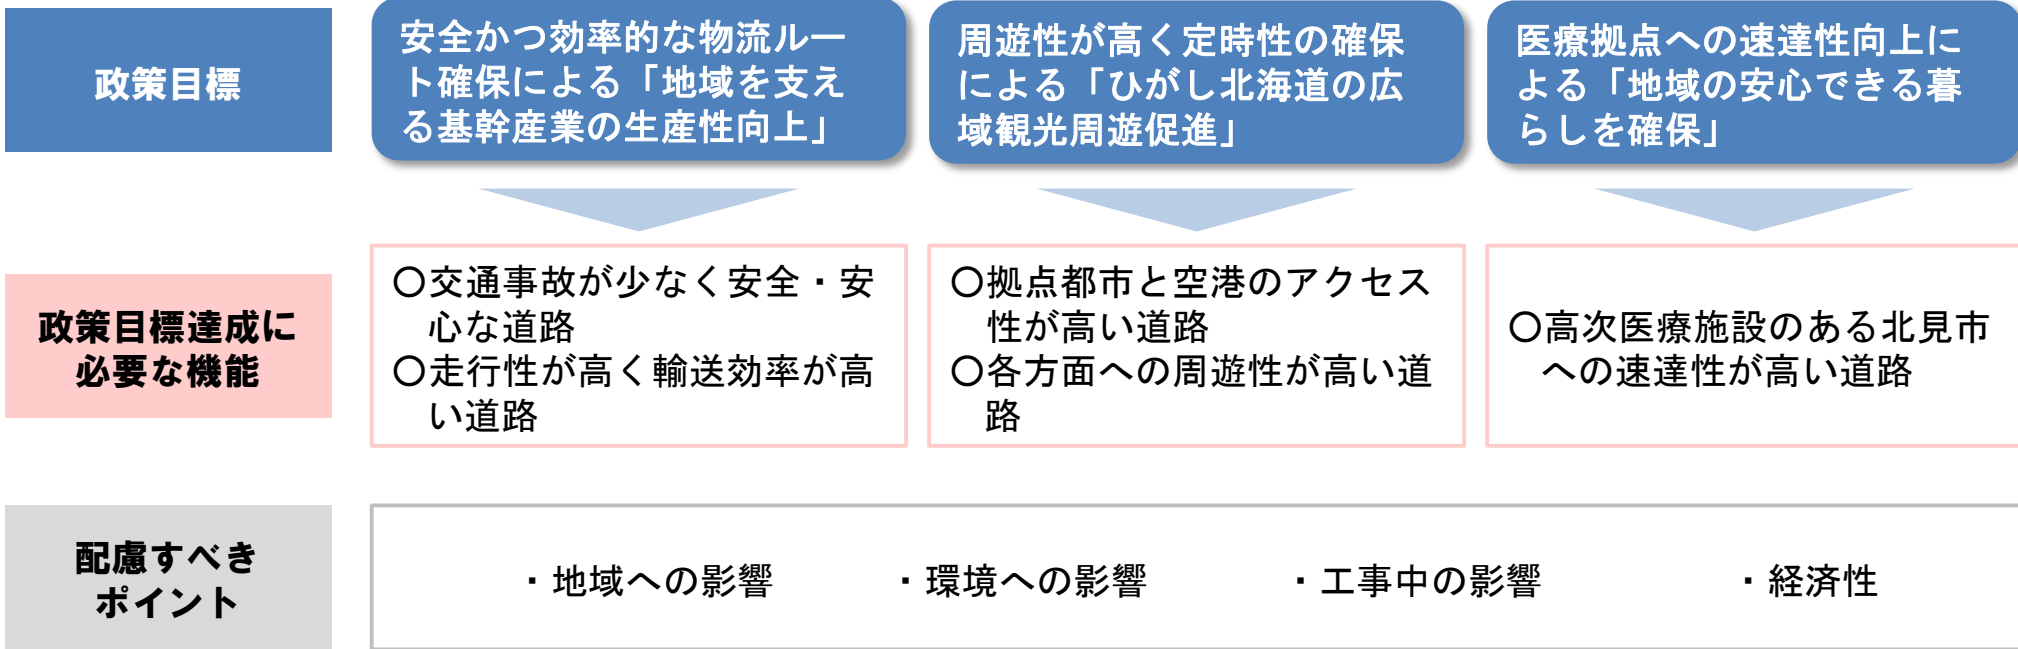 政策目標
安全かつ効率的な物流ルー
ト確保による「地域を支え
る基幹産業の生産性向上」
周遊性が高く定時性の確保
による「ひがし北海道の広
域観光周遊促進」
医療拠点への速達性向上に
よる「地域の安心できる暮
らしを確保」
政策目標達成に
必要な機能
〇交通事故が少なく安全・安
心な道路
〇走行性が高く輸送効率が高
い道路
〇拠点都市と空港のアクセス
性が高い道路
〇各方面への周遊性が高い道
路
〇高次医療施設のある北見市
への速達性が高い道路
配慮すべき
ポイント
・地域への影響
・環境への影響
・工事中の影響
・経済性